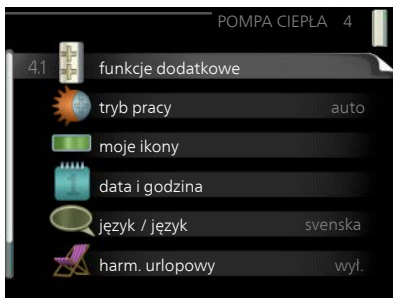 POMPA CIEPŁA 4
4.1 funkcje dodatkowe
tryb pracy auto
moje ikony
data i godzina
język / język svenska
harm. urlopowy wył.